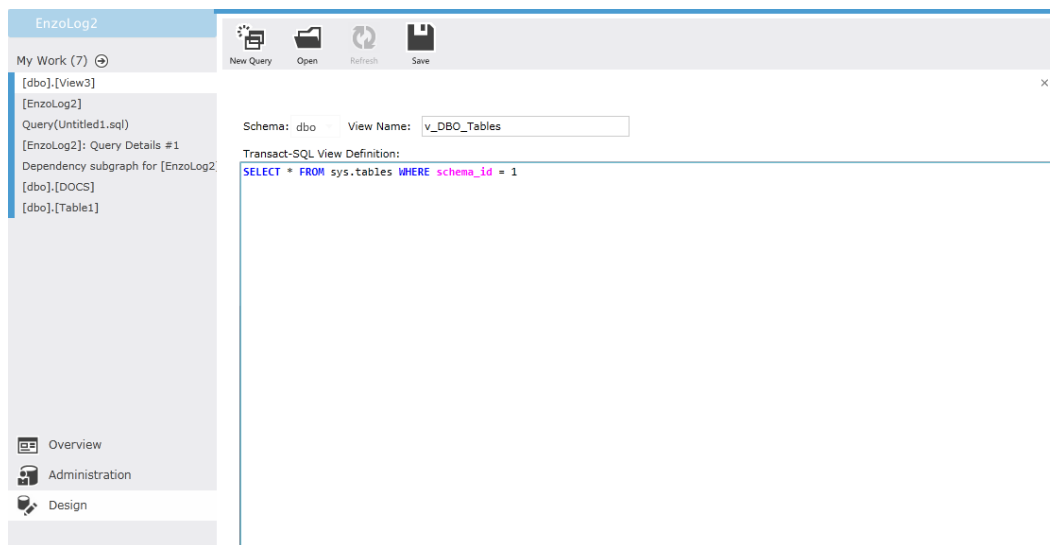 EnzoLog2
My Work (7)
[dbo].[View3]
[EnzoLog2]
Query(Untitled1.sql)
[EnzoLog2]: Query Details #1
Dependency subgraph for [EnzoLog2]
[dbo].[DOCS]
[dbo].[Table1]
Overview
Administration
Design
New Query Open Refresh Save
Schema: dbo View Name: v_DBO_Tables
Transact-SQL View Definition:
SELECT * FROM sys.tables WHERE schema_id = 1